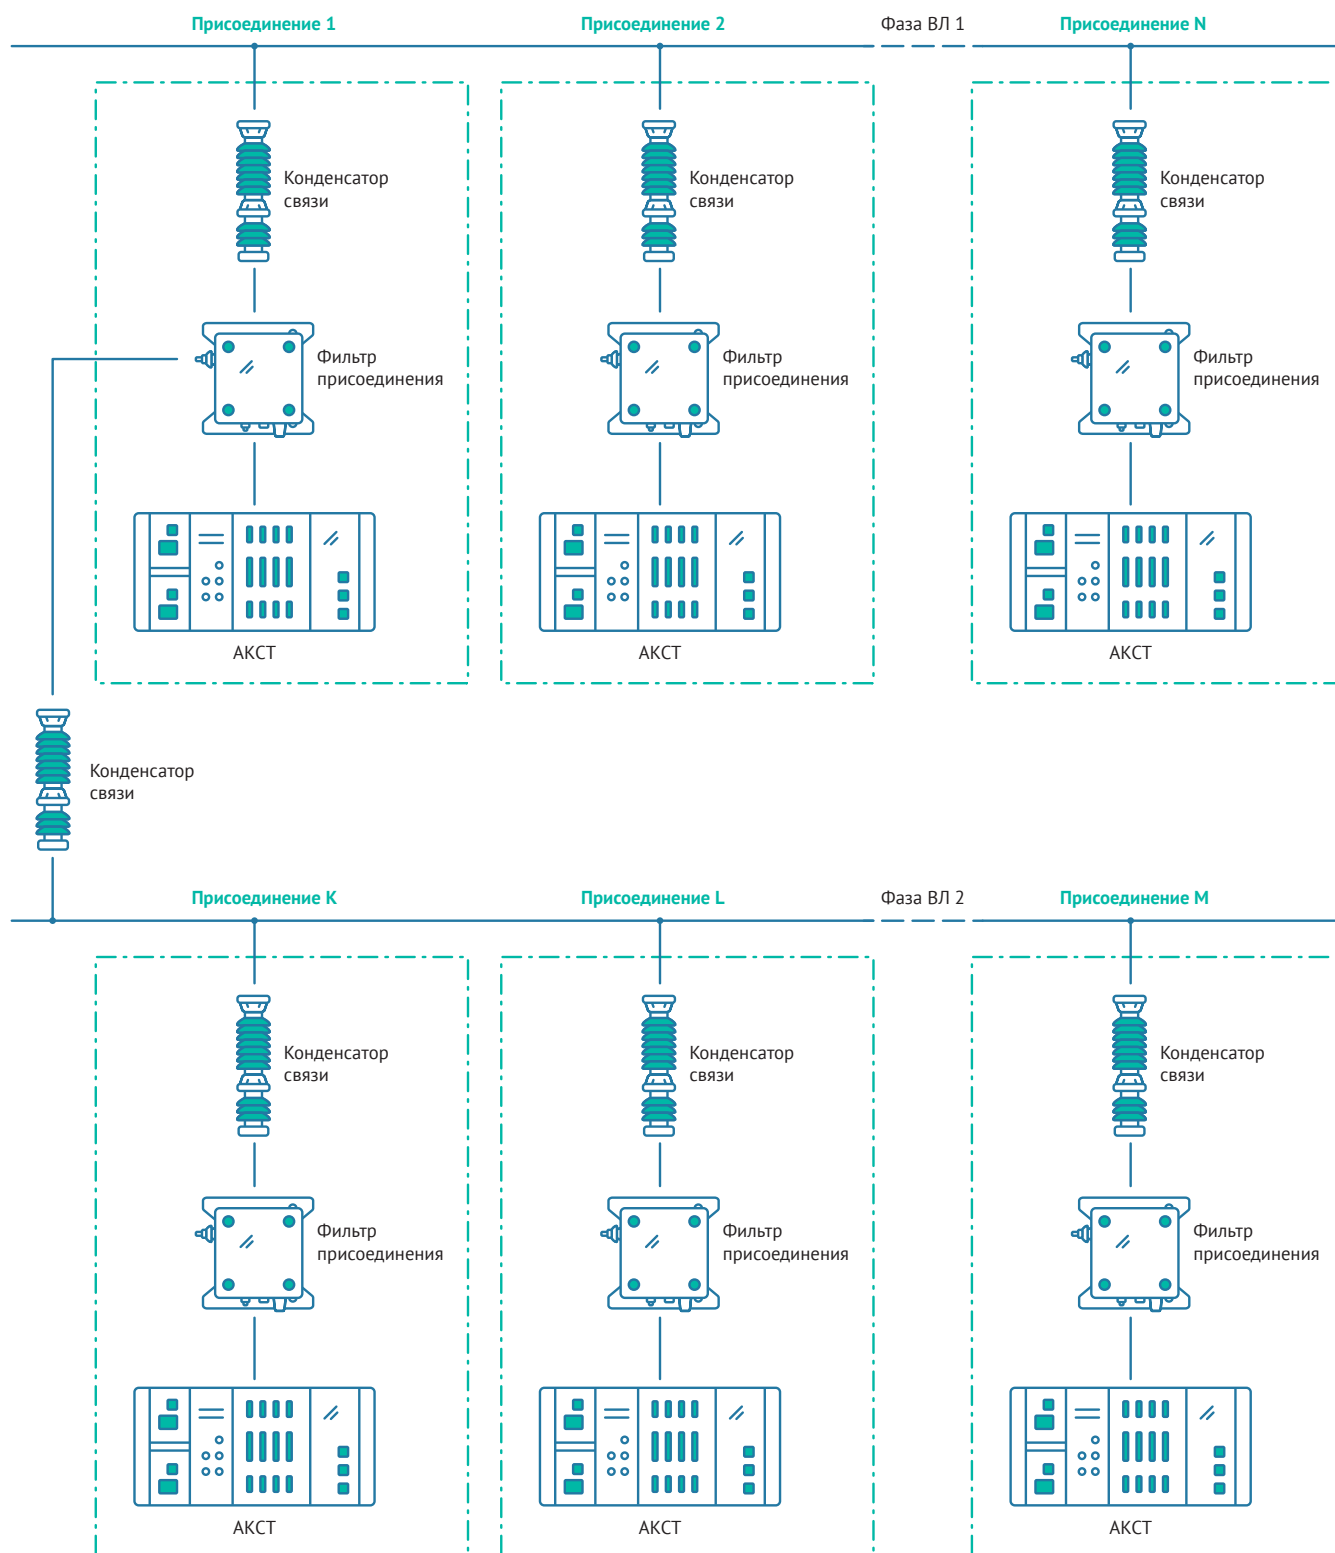 Присоединение 1
Присоединение 2
Фаза ВЛ 1
Присоединение N
Конденсатор
связи
Конденсатор
связи
Конденсатор
связи
Фильтр
присоединения
Фильтр
присоединения
Фильтр
присоединения
АКСТ
АКСТ
АКСТ
Конденсатор
связи
Присоединение K
Присоединение L
Фаза ВЛ 2
Присоединение M
Конденсатор
связи
Конденсатор
связи
Конденсатор
связи
Фильтр
присоединения
Фильтр
присоединения
Фильтр
присоединения
АКСТ
АКСТ
АКСТ